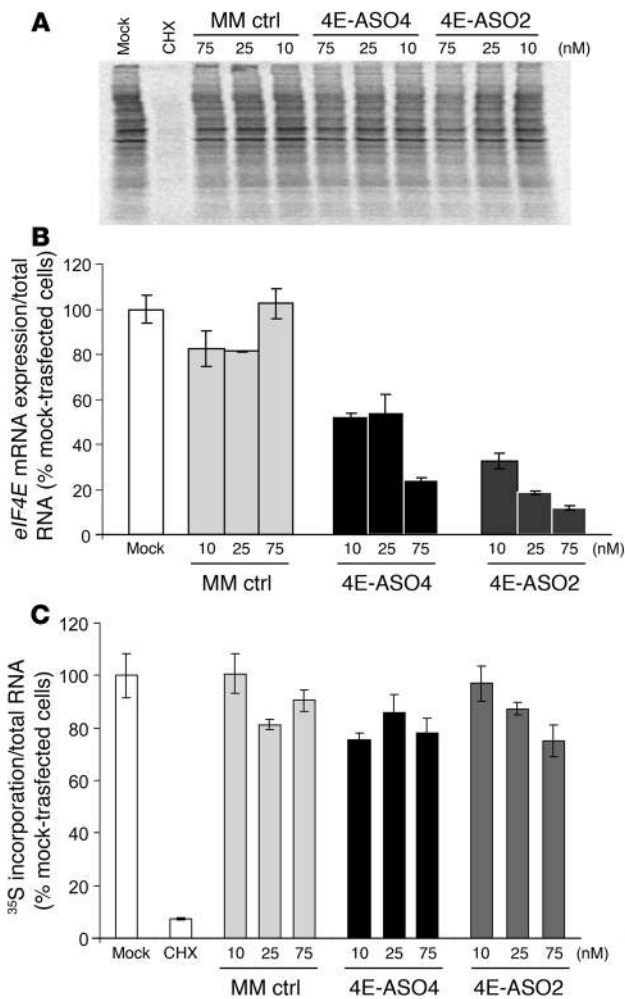 A
Mock
CHX
MM ctrl
4E-ASO4
4E-ASO2
75 25 10 75 25 10 75 25 10 (nM)
B
eIF4E mRNA expression/total
RNA (% mock-trasfected cells)
120
100
80
60
40
20
0
Mock 10 25 75 10 25 75 10 25 75 (nM)
MM ctrl 4E-ASO4 4E-ASO2
C
³⁵S incorporation/total RNA
(% mock-trasfected cells)
120
100
80
60
40
20
0
Mock CHX 10 25 75 10 25 75 10 25 75 (nM)
MM ctrl 4E-ASO4 4E-ASO2